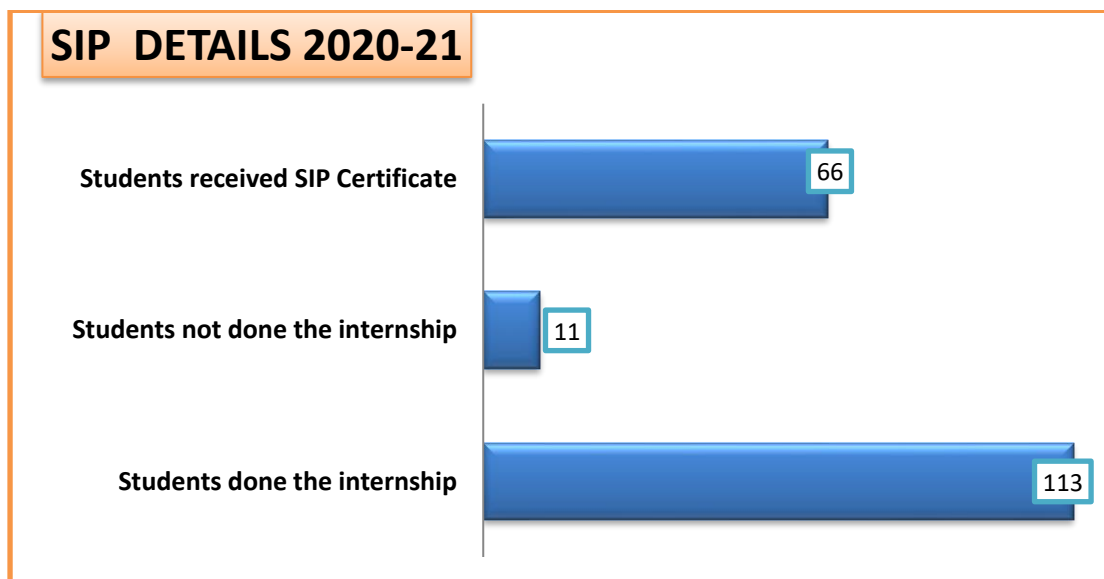 SIP  DETAILS 2020-21
Students received SIP Certificate
66
Students not done the internship
11
Students done the internship
113